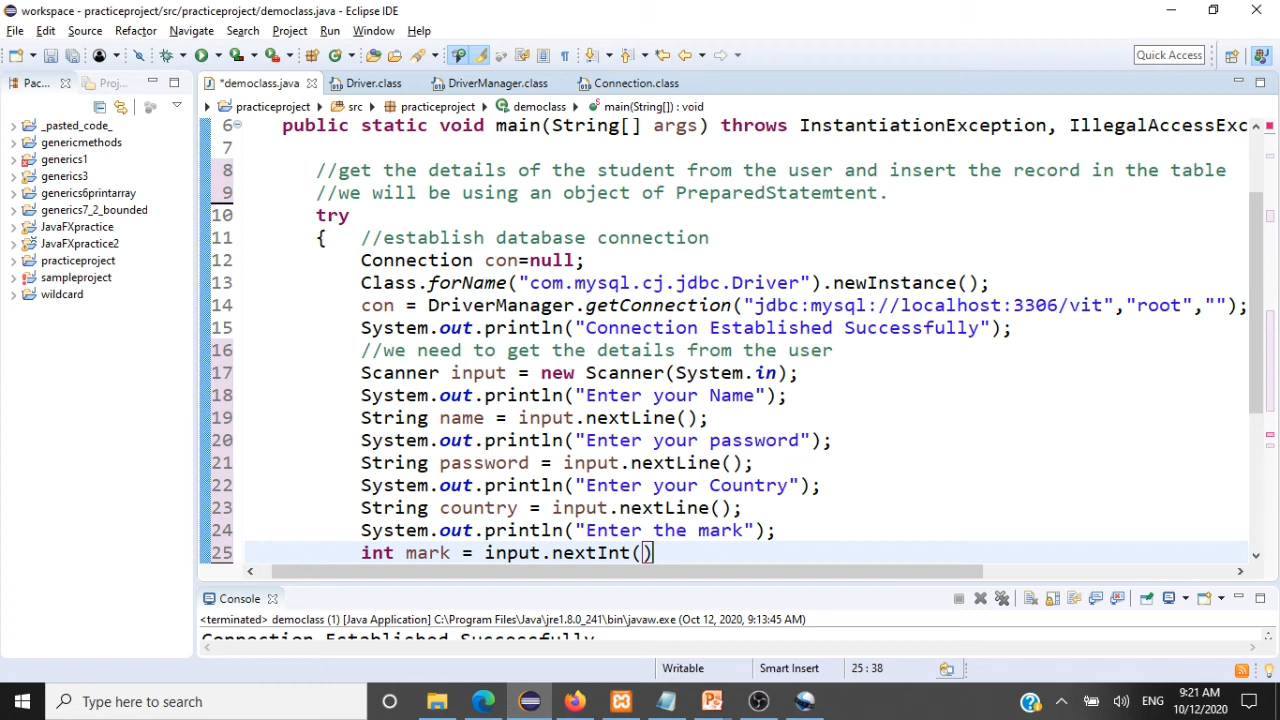 workspace - practiceproject/src/practiceproject/democlass.java - Eclipse IDE
File Edit Source Refactor Navigate Search Project Run Window Help
Quick Access
Pac... Proj... *democlass.java Driver.class DriverManager.class Connection.class
practiceproject src practiceproject democlass main(String[]) : void
_pasted_code_
genericmethods
generics1
generics3
generics6printarray
generics7_2_bounded
JavaFXpractice
JavaFXpractice2
practiceproject
sampleproject
wildcard
6 public static void main(String[] args) throws InstantiationException, IllegalAccessExc
7
8 //get the details of the student from the user and insert the record in the table
9 //we will be using an object of PreparedStatemtent.
10 try
11 { //establish database connection
12 Connection con=null;
13 Class.forName("com.mysql.cj.jdbc.Driver").newInstance();
14 con = DriverManager.getConnection("jdbc:mysql://localhost:3306/vit","root","");
15 System.out.println("Connection Established Successfully");
16 //we need to get the details from the user
17 Scanner input = new Scanner(System.in);
18 System.out.println("Enter your Name");
19 String name = input.nextLine();
20 System.out.println("Enter your password");
21 String password = input.nextLine();
22 System.out.println("Enter your Country");
23 String country = input.nextLine();
24 System.out.println("Enter the mark");
25 int mark = input.nextInt()
Console
<terminated> democlass (1) [Java Application] C:\Program Files\Java\jre1.8.0_241\bin\javaw.exe (Oct 12, 2020, 9:13:45 AM)
Connection Established Successfully
Writable Smart Insert 25 : 38
Type here to search
ENG
9:21 AM
10/12/2020